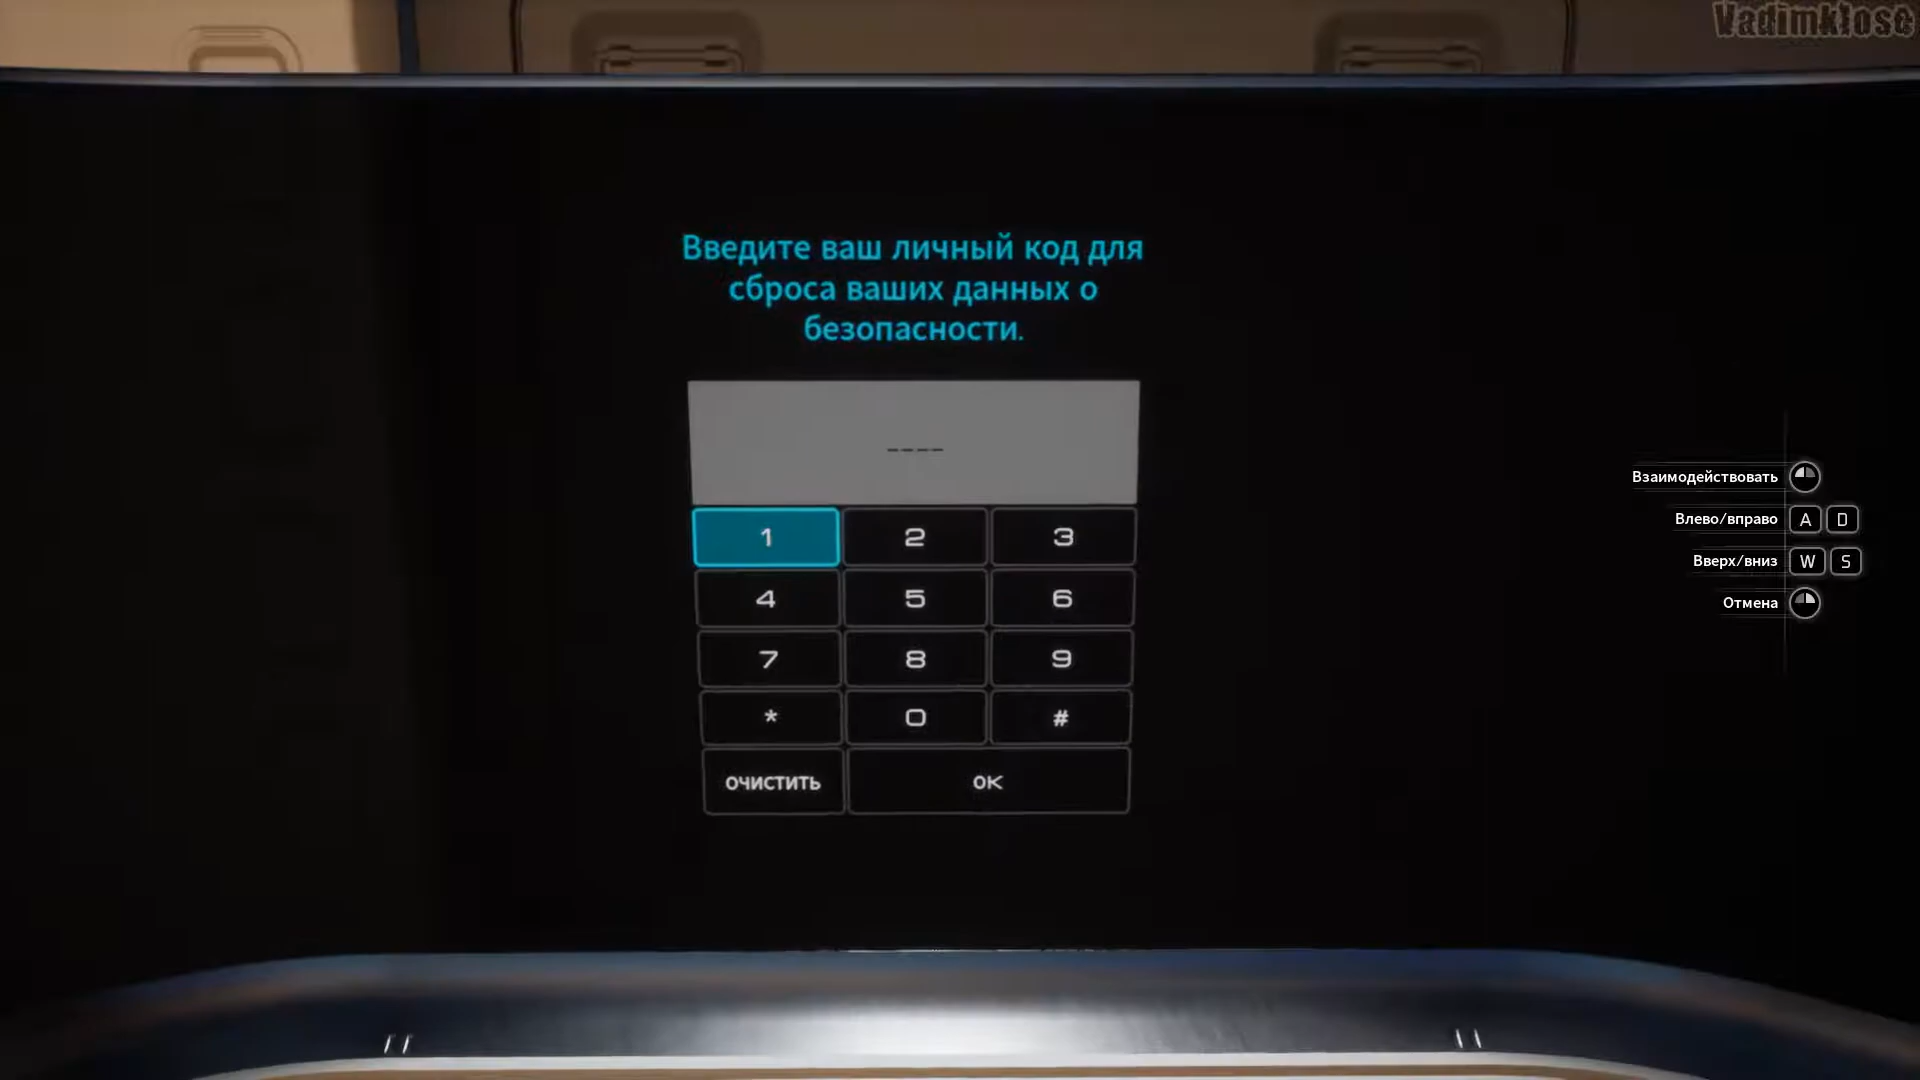 Vadimklose
Введите ваш личный код для
сброса ваших данных о
безопасности.
----
1 2 3
4 5 6
7 8 9
* 0 #
ОЧИСТИТЬ OK
Взаимодействовать
Влево/вправо A D
Вверх/вниз W S
Отмена